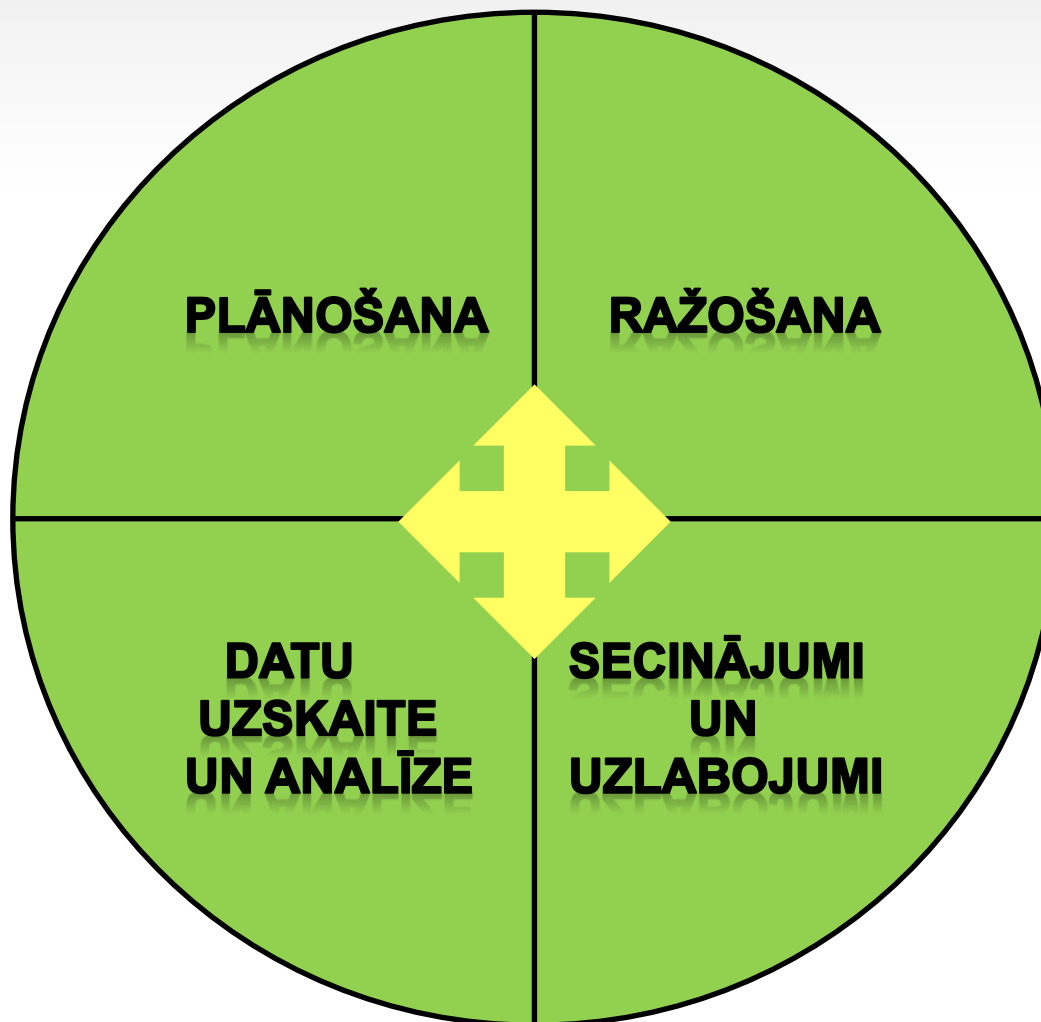 PLĀNOŠANA
RAŽOŠANA
DATU
UZSKAITE
UN ANALĪZE
SECINĀJUMI
UN
UZLABOJUMI